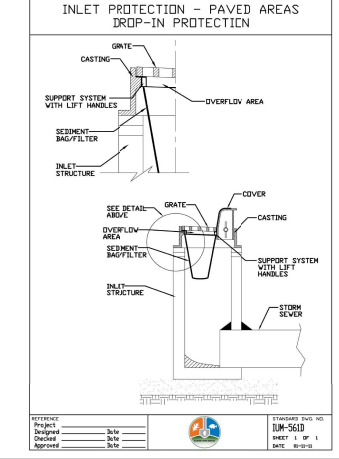 INLET PROTECTION - PAVED AREAS
DROP-IN PROTECTION
GRATE
CASTING
SUPPORT SYSTEM
WITH LIFT HANDLES
OVERFLOW AREA
SEDIMENT
BAG/FILTER
INLET
STRUCTURE
COVER
SEE DETAIL
ABOVE
GRATE
CASTING
OVERFLOW
AREA
SEDIMENT
BAG/FILTER
SUPPORT SYSTEM
WITH LIFT
HANDLES
INLET
STRUCTURE
STORM
SEWER
REFERENCE
Project
Designed Date
Checked Date
Approved Date
STANDARD DWG. NO.
IUM-561D
SHEET 1 OF 1
DATE